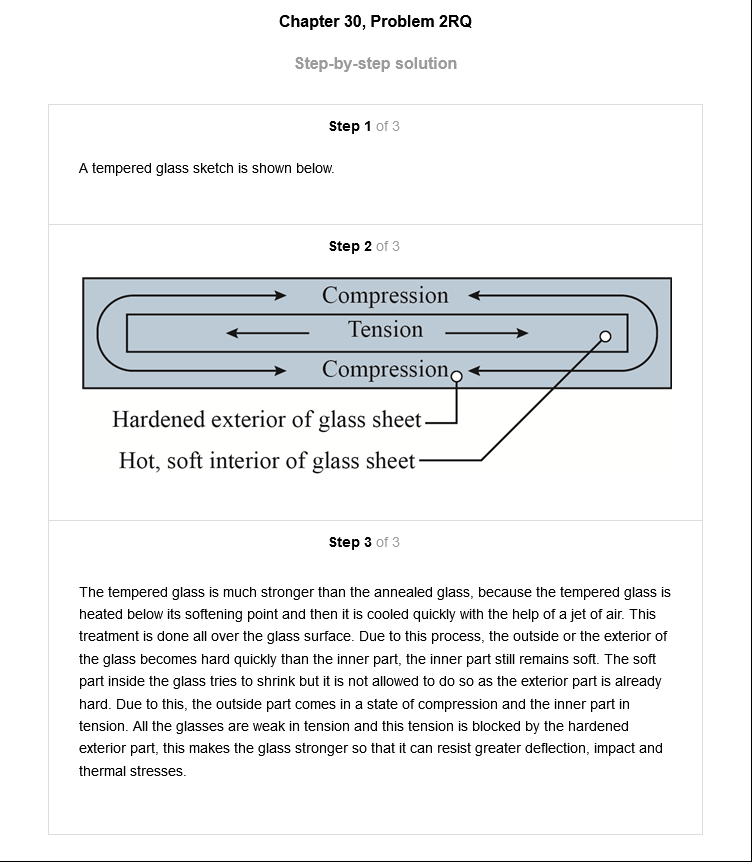 Chapter 30, Problem 2RQ
Step-by-step solution
Step 1 of 3
A tempered glass sketch is shown below.
Step 2 of 3
Compression
Tension
Compression
Hardened exterior of glass sheet
Hot, soft interior of glass sheet
Step 3 of 3
The tempered glass is much stronger than the annealed glass, because the tempered glass is
heated below its softening point and then it is cooled quickly with the help of a jet of air. This
treatment is done all over the glass surface. Due to this process, the outside or the exterior of
the glass becomes hard quickly than the inner part, the inner part still remains soft. The soft
part inside the glass tries to shrink but it is not allowed to do so as the exterior part is already
hard. Due to this, the outside part comes in a state of compression and the inner part in
tension. All the glasses are weak in tension and this tension is blocked by the hardened
exterior part, this makes the glass stronger so that it can resist greater deflection, impact and
thermal stresses.